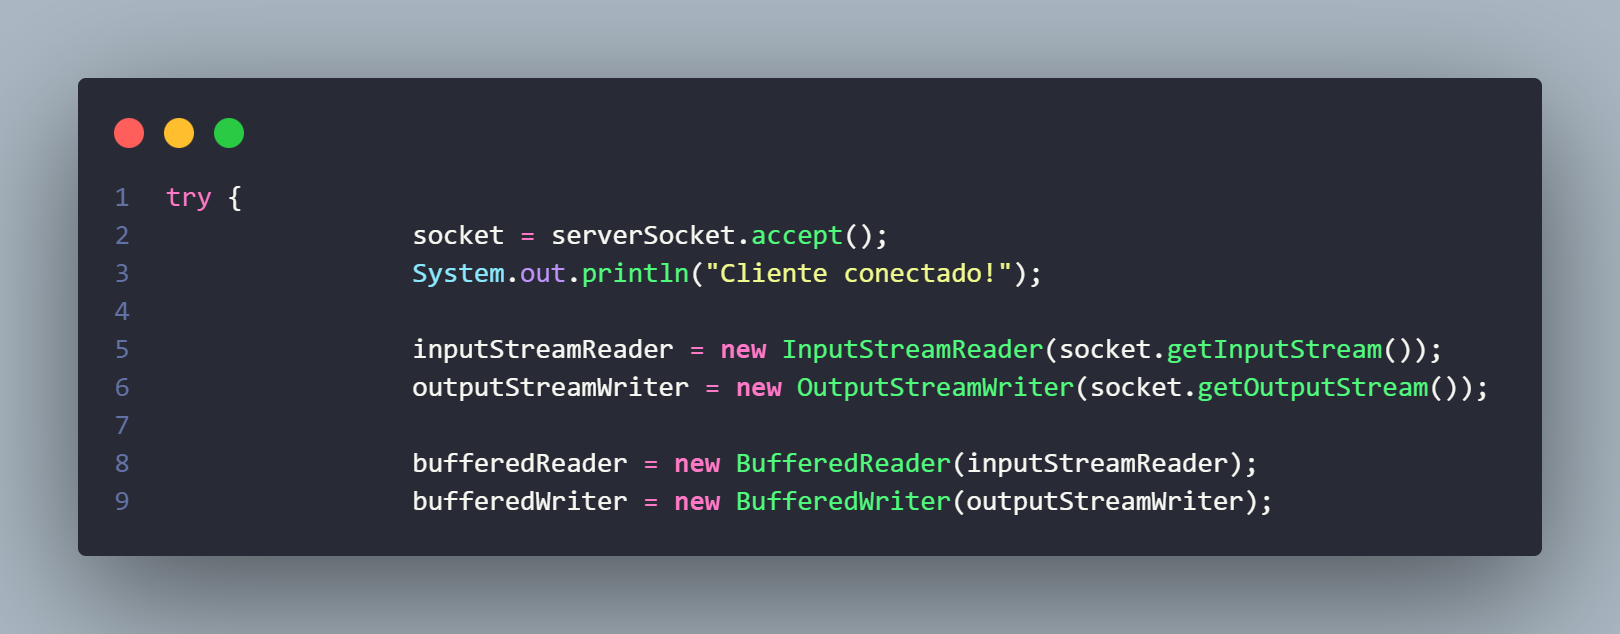 1 try {
2 socket = serverSocket.accept();
3 System.out.println("Cliente conectado!");
4
5 inputStreamReader = new InputStreamReader(socket.getInputStream());
6 outputStreamWriter = new OutputStreamWriter(socket.getOutputStream());
7
8 bufferedReader = new BufferedReader(inputStreamReader);
9 bufferedWriter = new BufferedWriter(outputStreamWriter);